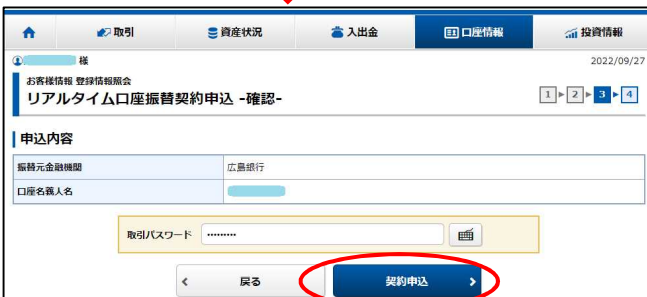 取引
資産状況
入出金
口座情報
投資情報
様
2022/09/27
お客様情報 登録情報照会
リアルタイム口座振替契約申込 -確認-
1 2 3 4
申込内容
振替元金融機関 広島銀行
口座名義人名
取引パスワード ·········
戻る
契約申込